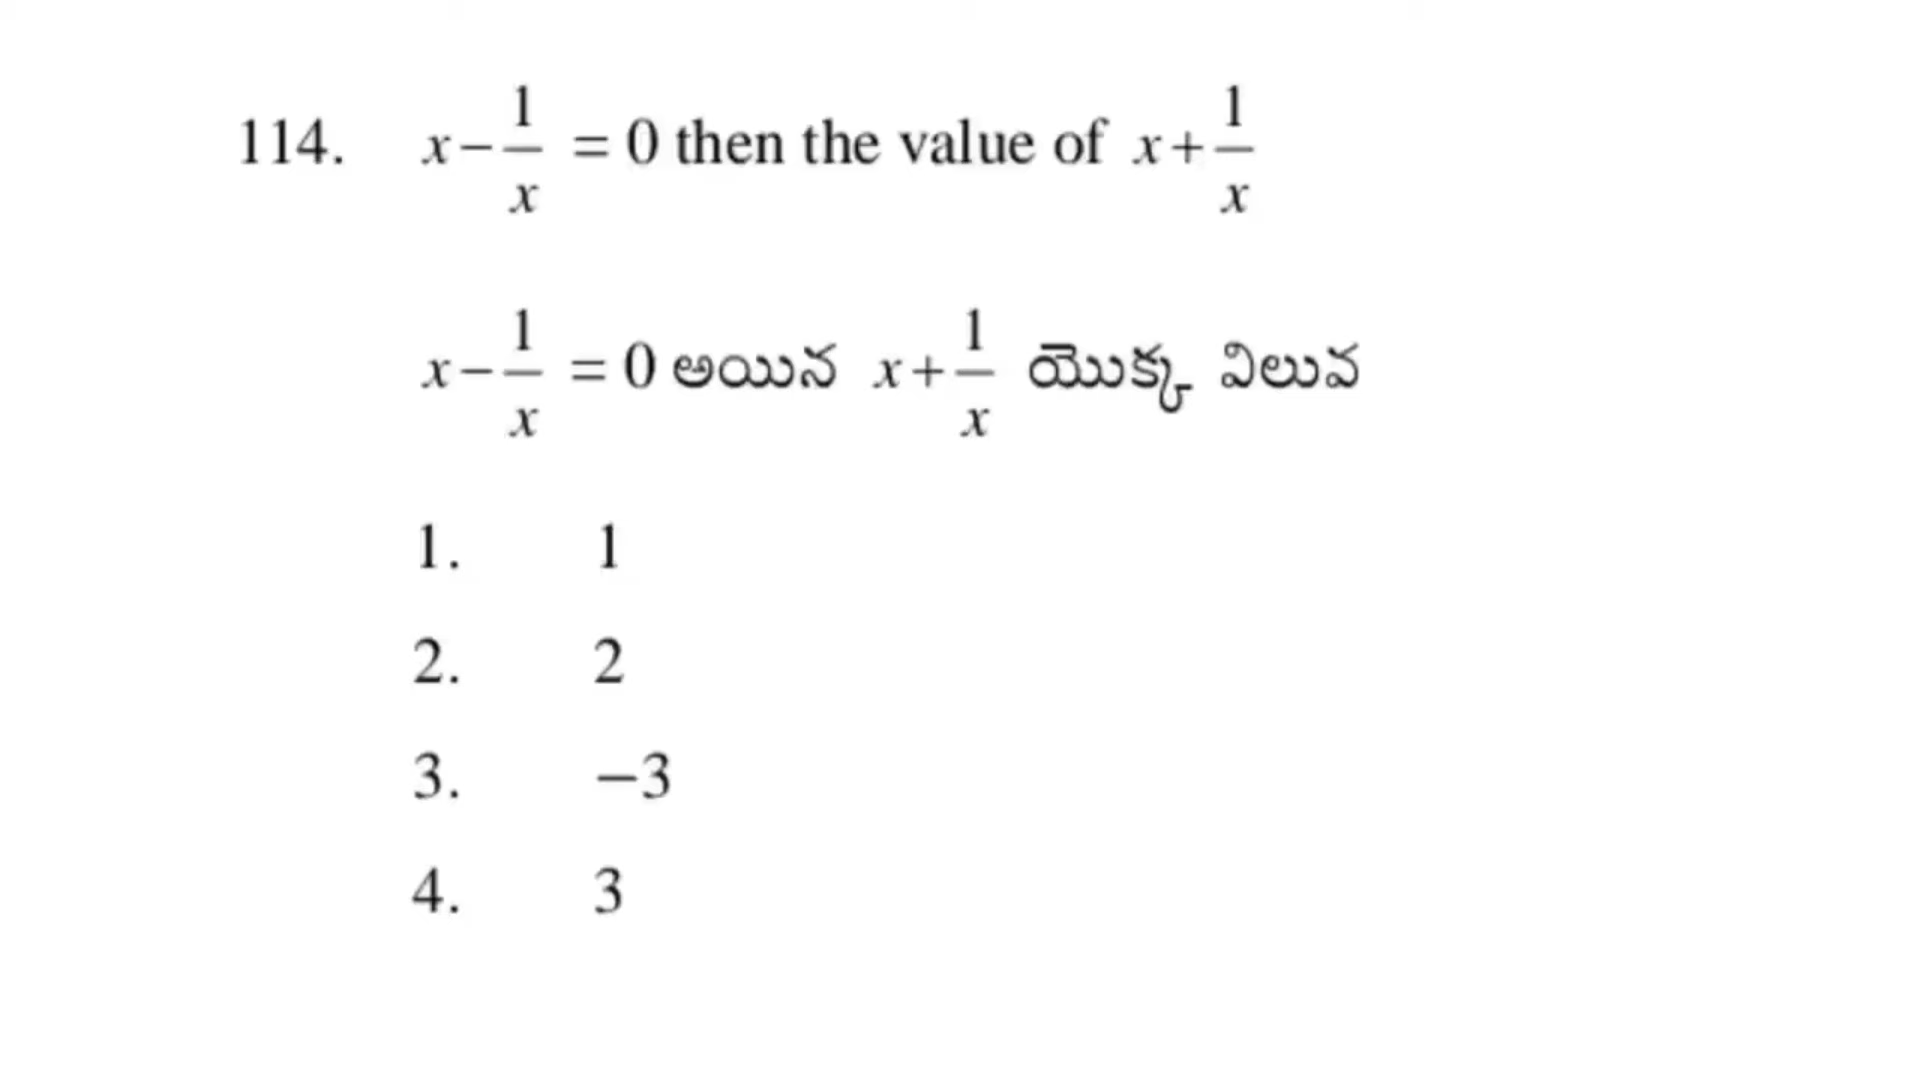 114. x − 1/x = 0 then the value of x + 1/x
x − 1/x = 0 అయిన x + 1/x యొక్క విలువ
1. 1
2. 2
3. −3
4. 3